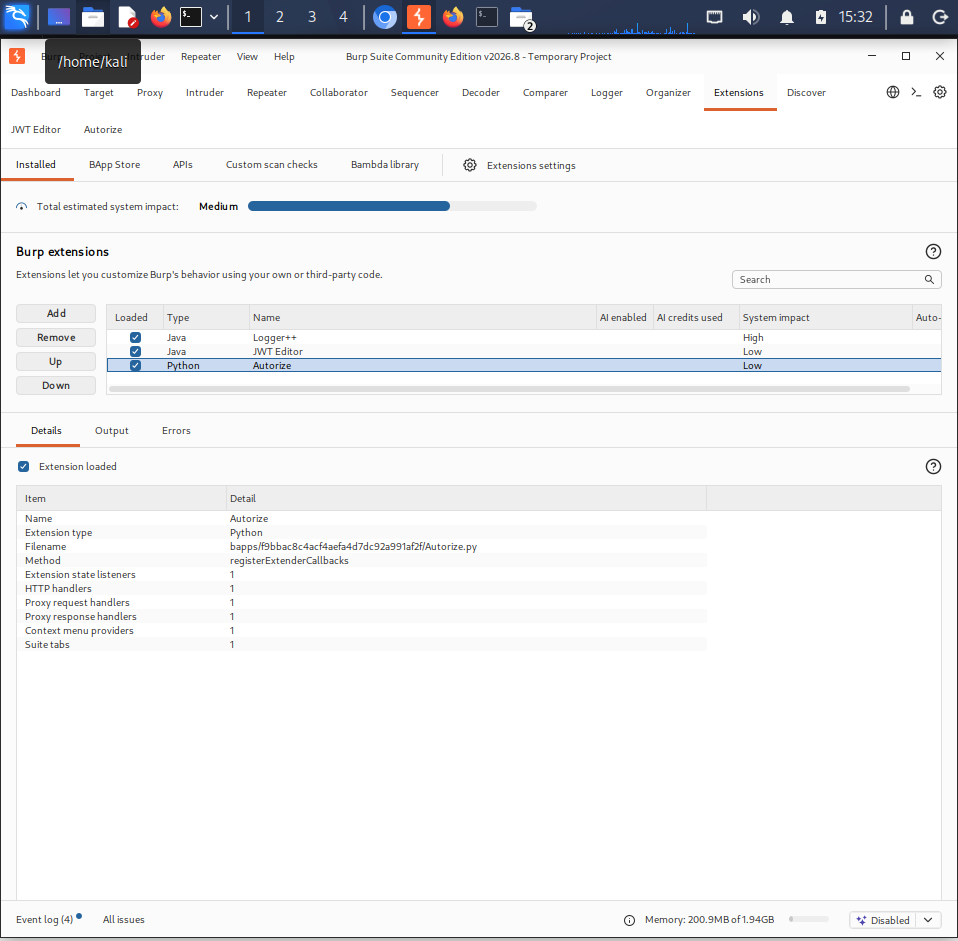 1 2 3 4 2 15:32
Burp Project Intruder Repeater View Help Burp Suite Community Edition v2026.8 - Temporary Project
/home/kali
Dashboard Target Proxy Intruder Repeater Collaborator Sequencer Decoder Comparer Logger Organizer Extensions Discover
JWT Editor Autorize
Installed BApp Store APIs Custom scan checks Bambda library Extensions settings
Total estimated system impact: Medium
Burp extensions
Extensions let you customize Burp's behavior using your own or third-party code.
Search
Add
Remove
Up
Down
Loaded Type Name AI enabled AI credits used System impact Auto-
Java Logger++ High
Java JWT Editor Low
Python Autorize Low
Details Output Errors
Extension loaded
Item Detail
Name Autorize
Extension type Python
Filename bapps/f9bbac8c4acf4aefa4d7dc92a991af2f/Autorize.py
Method registerExtenderCallbacks
Extension state listeners 1
HTTP handlers 1
Proxy request handlers 1
Proxy response handlers 1
Context menu providers 1
Suite tabs 1
Event log (4) All issues Memory: 200.9MB of 1.94GB Disabled